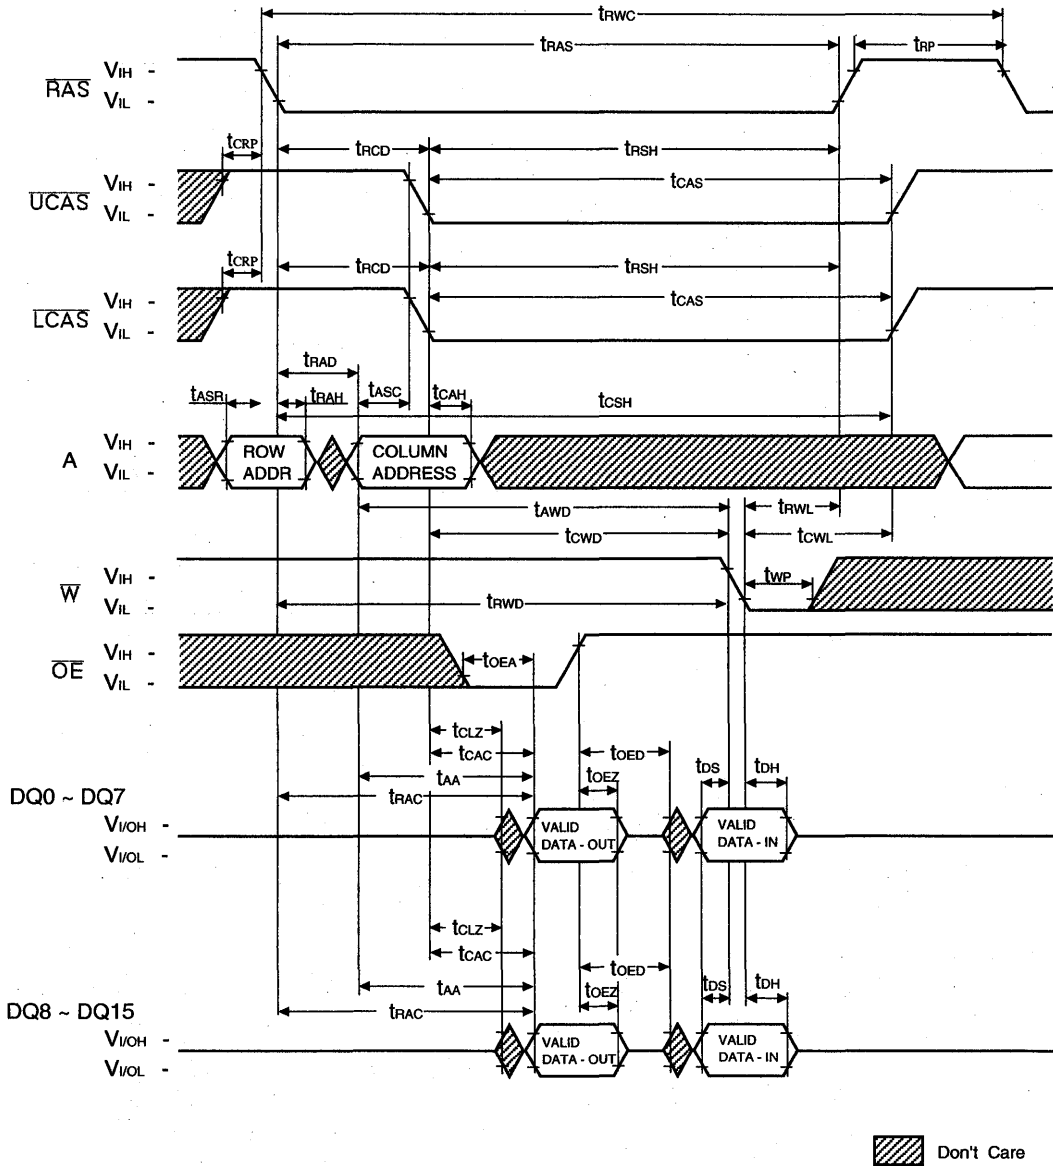 tRWC
tRAS
tRP
RAS
VIH -
VIL -
tCRP
tRCD
tRSH
UCAS
VIH -
VIL -
tCAS
tCRP
tRCD
tRSH
LCAS
VIH -
VIL -
tCAS
tRAD
tASR
tRAH
tASC
tCAH
tCSH
A
VIH -
VIL -
ROW ADDR
COLUMN ADDRESS
tAWD
tRWL
tCWD
tCWL
W
VIH -
VIL -
tWP
tRWD
OE
VIH -
VIL -
tOEA
tCLZ
tCAC
tOED
tAA
tOEZ
tDS
tDH
DQ0 ~ DQ7
tRAC
VI/OH -
VI/OL -
VALID DATA - OUT
VALID DATA - IN
tCLZ
tCAC
tOED
tAA
tOEZ
tDS
tDH
DQ8 ~ DQ15
tRAC
VI/OH -
VI/OL -
VALID DATA - OUT
VALID DATA - IN
Don't Care